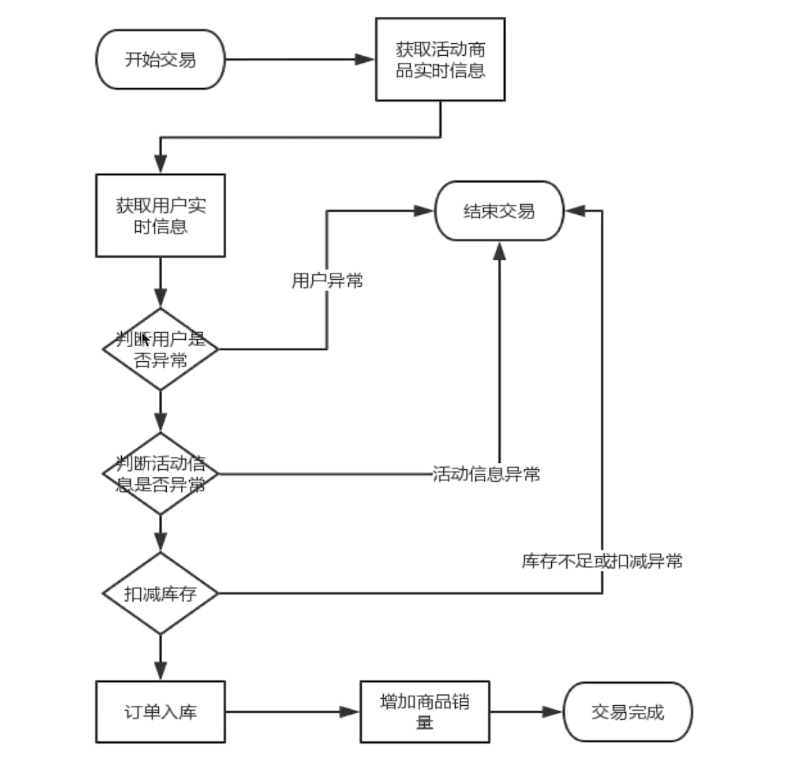 开始交易
获取活动商
品实时信息
获取用户实
时信息
结束交易
用户异常
判断用户是
否异常
判断活动信
息是否异常
活动信息异常
库存不足或扣减异常
扣减库存
订单入库
增加商品销
量
交易完成